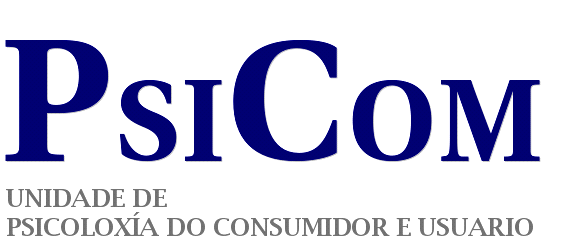 PSICOM
UNIDADE DE
PSICOLOXÍA DO CONSUMIDOR E USUARIO